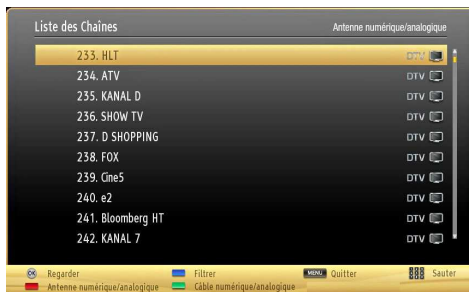 Liste des Chaînes Antenne numérique/analogique
233. HLT DTV
234. ATV DTV
235. KANAL D DTV
236. SHOW TV DTV
237. D SHOPPING DTV
238. FOX DTV
239. Cine5 DTV
240. e2 DTV
241. Bloomberg HT DTV
242. KANAL 7 DTV
OK Regarder Filtrer MENU Quitter Sauter
Antenne numérique/analogique Câble numérique/analogique